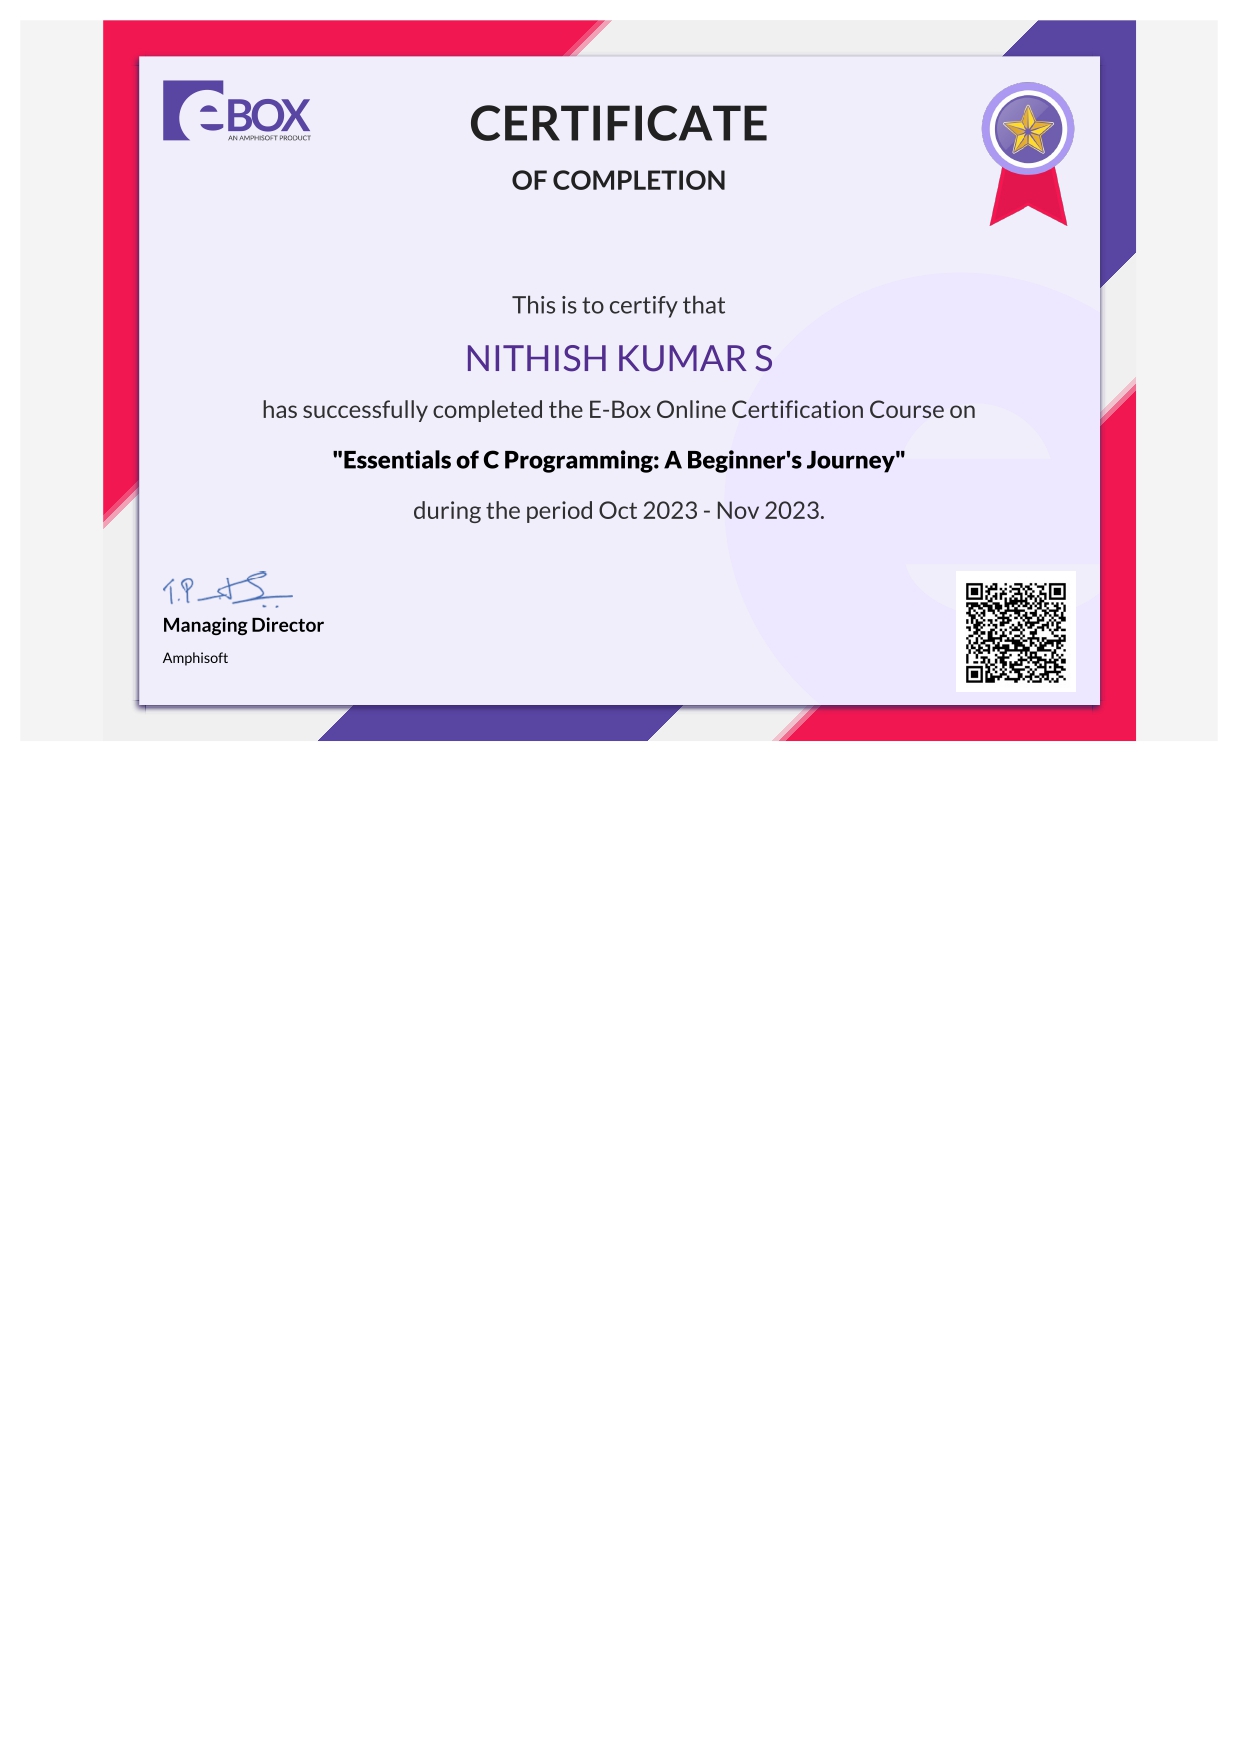 eBOX
AN AMPHISOFT PRODUCT
CERTIFICATE
OF COMPLETION
This is to certify that
NITHISH KUMAR S
has successfully completed the E-Box Online Certification Course on
"Essentials of C Programming: A Beginner's Journey"
during the period Oct 2023 - Nov 2023.
T.P
Managing Director
Amphisoft